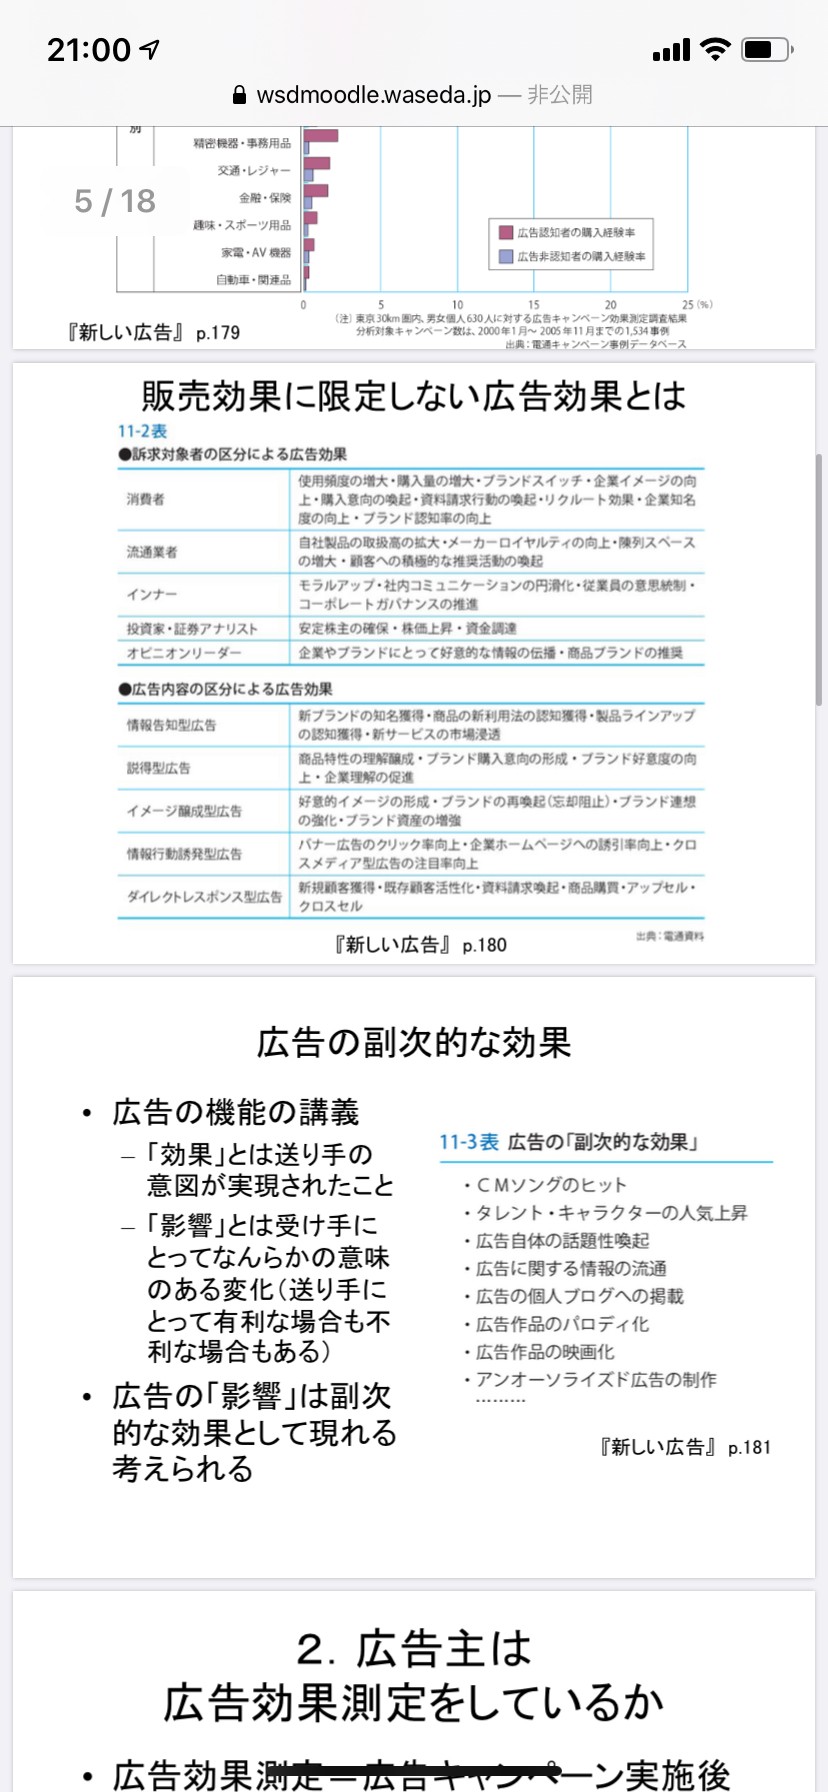 21:00
wsdmoodle.waseda.jp — 非公開
別
精密機器・事務用品
交通・レジャー
5 / 18
金融・保険
趣味・スポーツ用品
広告認知者の購入経験率
家電・AV 機器
広告非認知者の購入経験率
自動車・関連品
0 5 10 15 20 25 (%)
(注) 東京30km圏内、男女個人630人に対する広告キャンペーン効果測定調査結果
分析対象キャンペーン数は、2000年1月～2005年11月までの1,534事例
出典：電通キャンペーン事例データベース
『新しい広告』 p.179
販売効果に限定しない広告効果とは
11-2表
●訴求対象者の区分による広告効果
消費者
使用頻度の増大・購入量の増大・ブランドスイッチ・企業イメージの向
上・購入意向の喚起・資料請求行動の喚起・リクルート効果・企業知名
度の向上・ブランド認知率の向上
流通業者
自社製品の取扱高の拡大・メーカーロイヤルティの向上・陳列スペース
の増大・顧客への積極的な推奨活動の喚起
インナー
モラルアップ・社内コミュニケーションの円滑化・従業員の意思統制・
コーポレートガバナンスの推進
投資家・証券アナリスト
安定株主の確保・株価上昇・資金調達
オピニオンリーダー
企業やブランドにとって好意的な情報の伝播・商品ブランドの推奨
●広告内容の区分による広告効果
情報告知型広告
新ブランドの知名獲得・商品の新利用法の認知獲得・製品ラインアップ
の認知獲得・新サービスの市場浸透
説得型広告
商品特性の理解醸成・ブランド購入意向の形成・ブランド好意度の向
上・企業理解の促進
イメージ醸成型広告
好意的イメージの形成・ブランドの再喚起(忘却阻止)・ブランド連想
の強化・ブランド資産の増強
情報行動誘発型広告
バナー広告のクリック率向上・企業ホームページへの誘引率向上・クロ
スメディア型広告の注目率向上
ダイレクトレスポンス型広告
新規顧客獲得・既存顧客活性化・資料請求喚起・商品購買・アップセル・
クロスセル
出典：電通資料
『新しい広告』 p.180
広告の副次的な効果
• 広告の機能の講義
– 「効果」とは送り手の
意図が実現されたこと
– 「影響」とは受け手に
とってなんらかの意味
のある変化(送り手に
とって有利な場合も不
利な場合もある)
• 広告の「影響」は副次
的な効果として現れる
考えられる
11-3表 広告の「副次的な効果」
・ＣＭソングのヒット
・タレント・キャラクターの人気上昇
・広告自体の話題性喚起
・広告に関する情報の流通
・広告の個人ブログへの掲載
・広告作品のパロディ化
・広告作品の映画化
・アンオーソライズド広告の制作
………
『新しい広告』 p.181
２．広告主は
広告効果測定をしているか
• 広告効果測定＝広告キャンペーン実施後